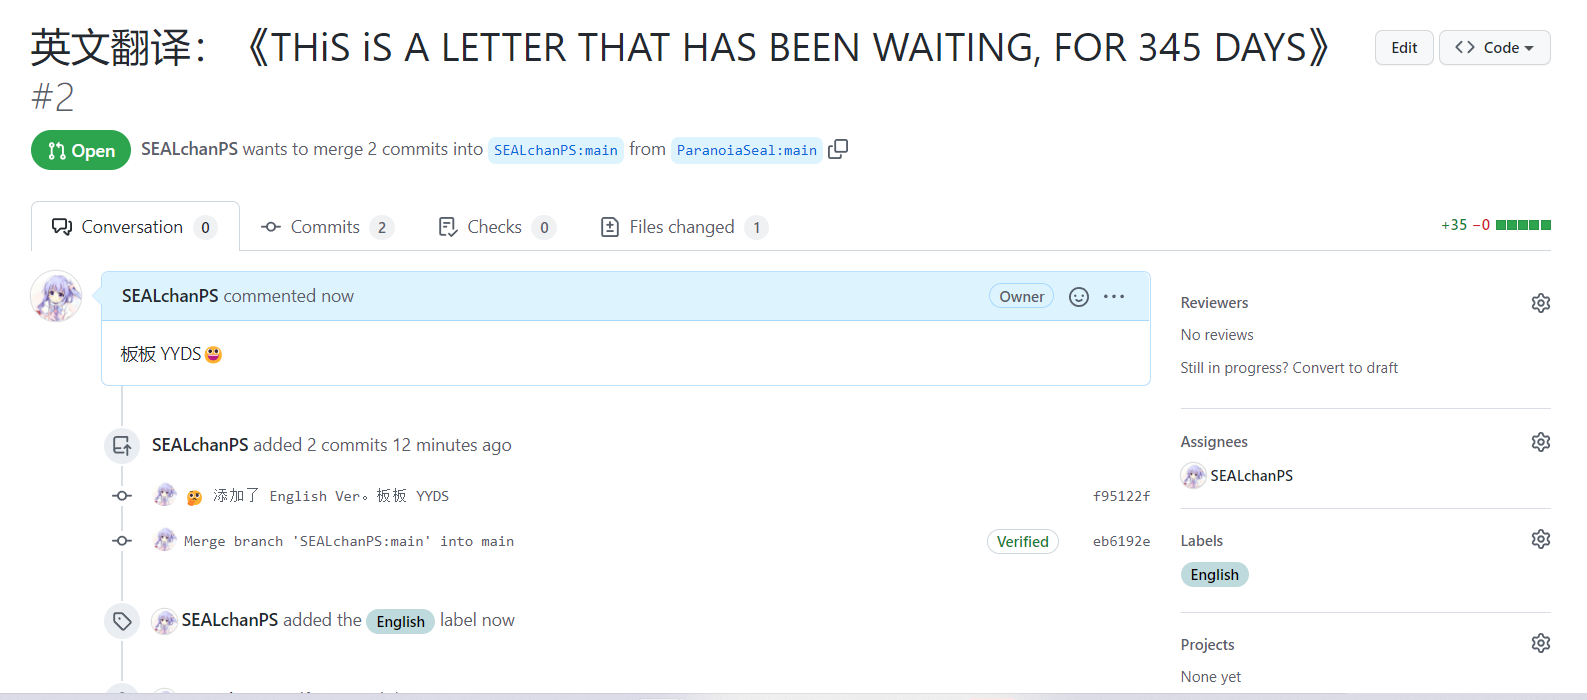 英文翻译：《THiS iS A LETTER THAT HAS BEEN WAITING, FOR 345 DAYS》
#2
Edit
Code
Open
SEALchanPS wants to merge 2 commits into SEALchanPS:main from ParanoiaSeal:main
Conversation 0
Commits 2
Checks 0
Files changed 1
+35 −0
SEALchanPS commented now
Owner
板板 YYDS
SEALchanPS added 2 commits 12 minutes ago
添加了 English Ver。板板 YYDS
f95122f
Merge branch 'SEALchanPS:main' into main
Verified
eb6192e
SEALchanPS added the English label now
Reviewers
No reviews
Still in progress? Convert to draft
Assignees
SEALchanPS
Labels
English
Projects
None yet